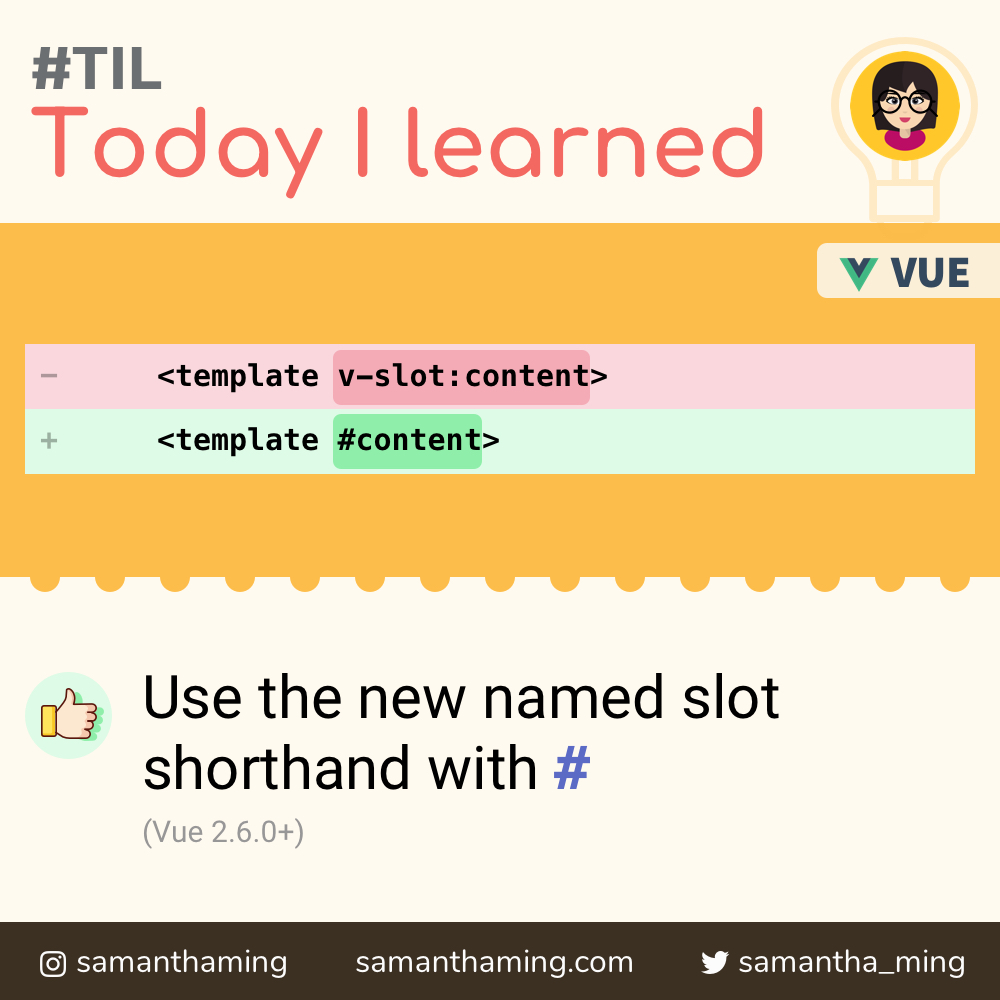 #TIL
Today I learned
VUE
− <template v-slot:content>
+ <template #content>
Use the new named slot
shorthand with #
(Vue 2.6.0+)
samanthaming samanthaming.com samantha_ming